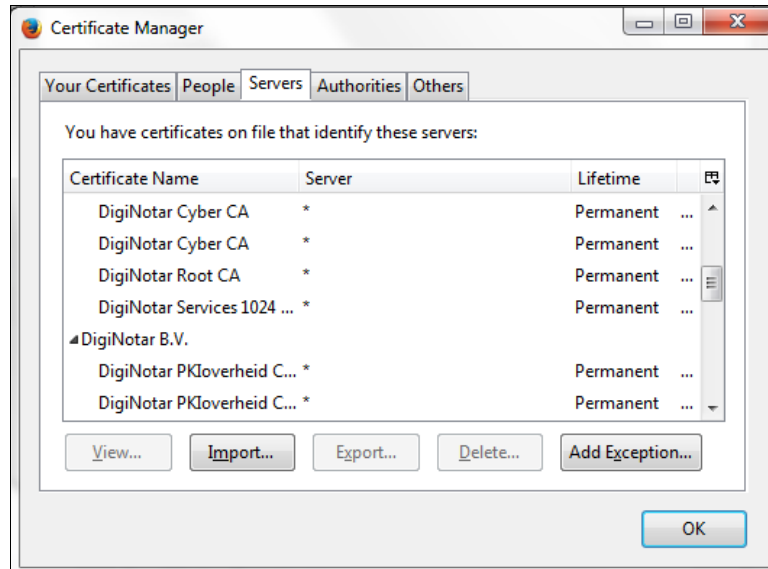 Certificate Manager
Your Certificates People Servers Authorities Others
You have certificates on file that identify these servers:
Certificate Name Server Lifetime
DigiNotar Cyber CA * Permanent ...
DigiNotar Cyber CA * Permanent ...
DigiNotar Root CA * Permanent ...
DigiNotar Services 1024 ... * Permanent ...
DigiNotar B.V.
DigiNotar PKIoverheid C... * Permanent ...
DigiNotar PKIoverheid C... * Permanent ...
View... Import... Export... Delete... Add Exception...
OK